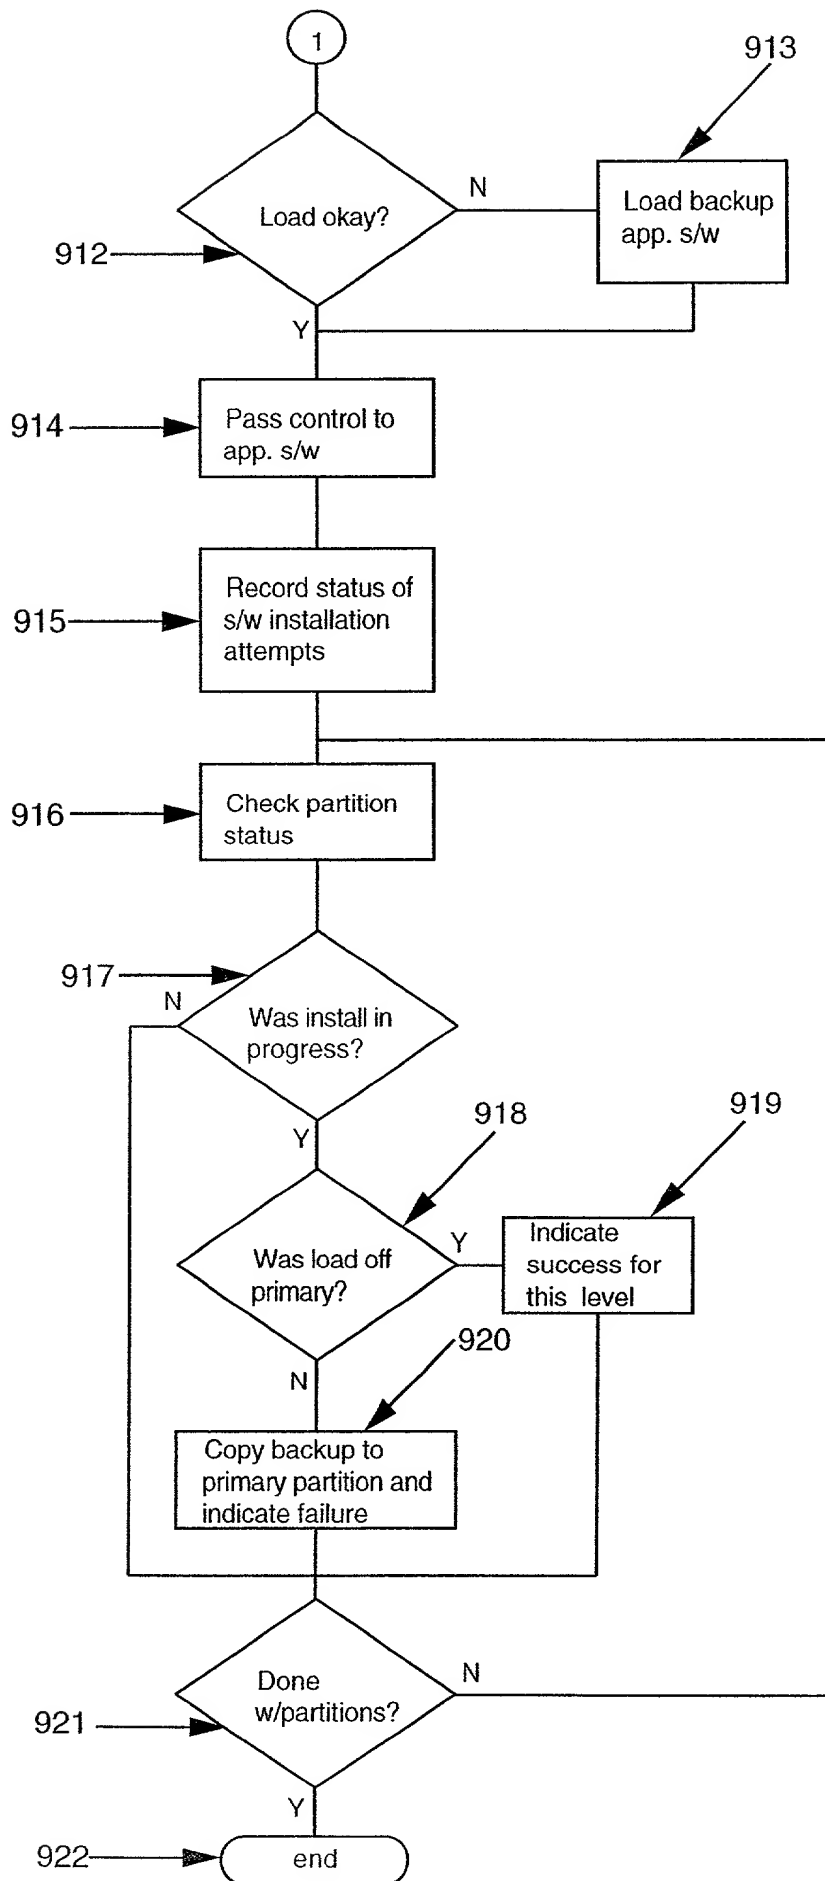 1
913
Load okay?
N
Load backup
app. s/w
912
Y
914
Pass control to
app. s/w
915
Record status of
s/w installation
attempts
916
Check partition
status
917
N
Was install in
progress?
Y
918
919
Was load off
primary?
Y
Indicate
success for
this level
920
N
Copy backup to
primary partition and
indicate failure
Done
w/partitions?
N
921
Y
922
end